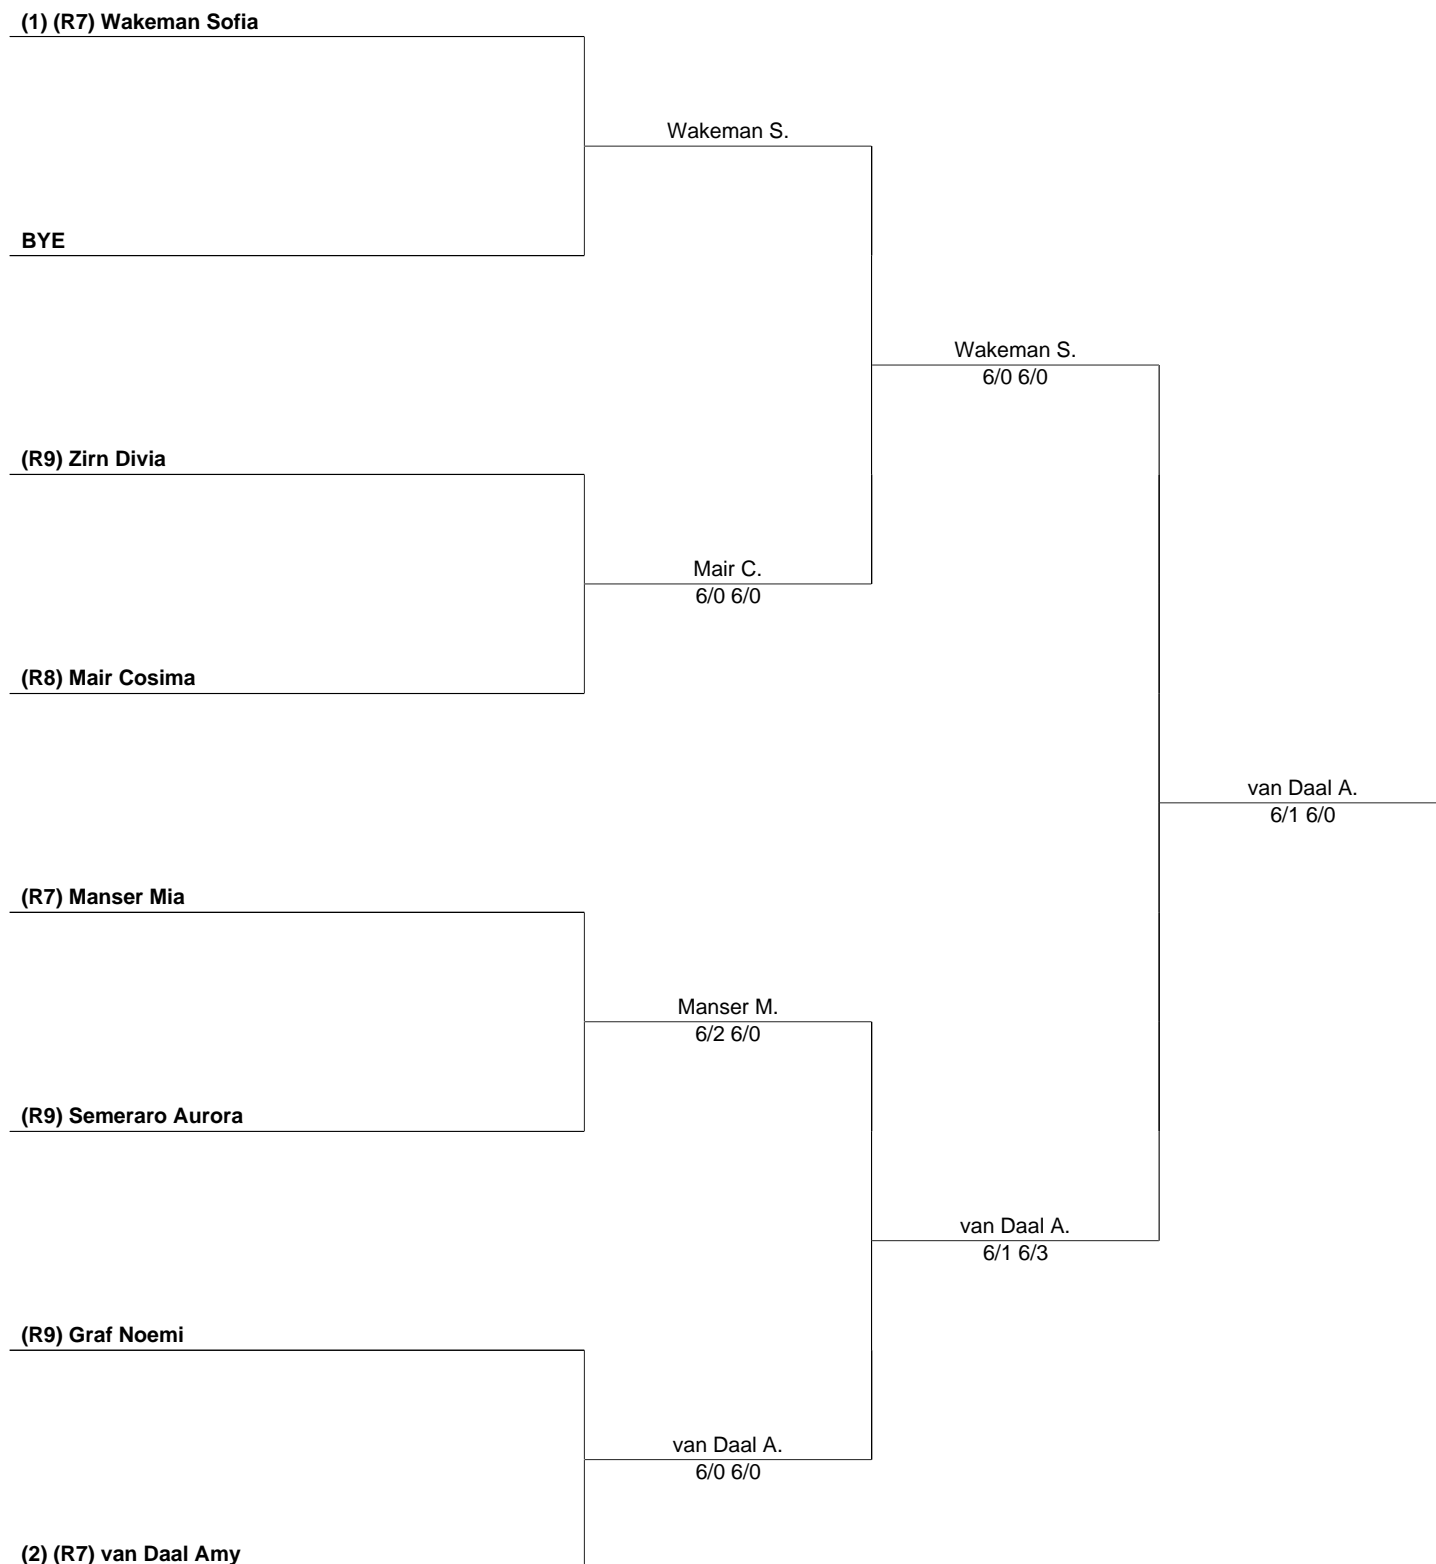 (1) (R7) Wakeman Sofia
Wakeman S.
BYE
Wakeman S.
6/0 6/0
(R9) Zirn Divia
Mair C.
6/0 6/0
(R8) Mair Cosima
van Daal A.
6/1 6/0
(R7) Manser Mia
Manser M.
6/2 6/0
(R9) Semeraro Aurora
van Daal A.
6/1 6/3
(R9) Graf Noemi
van Daal A.
6/0 6/0
(2) (R7) van Daal Amy